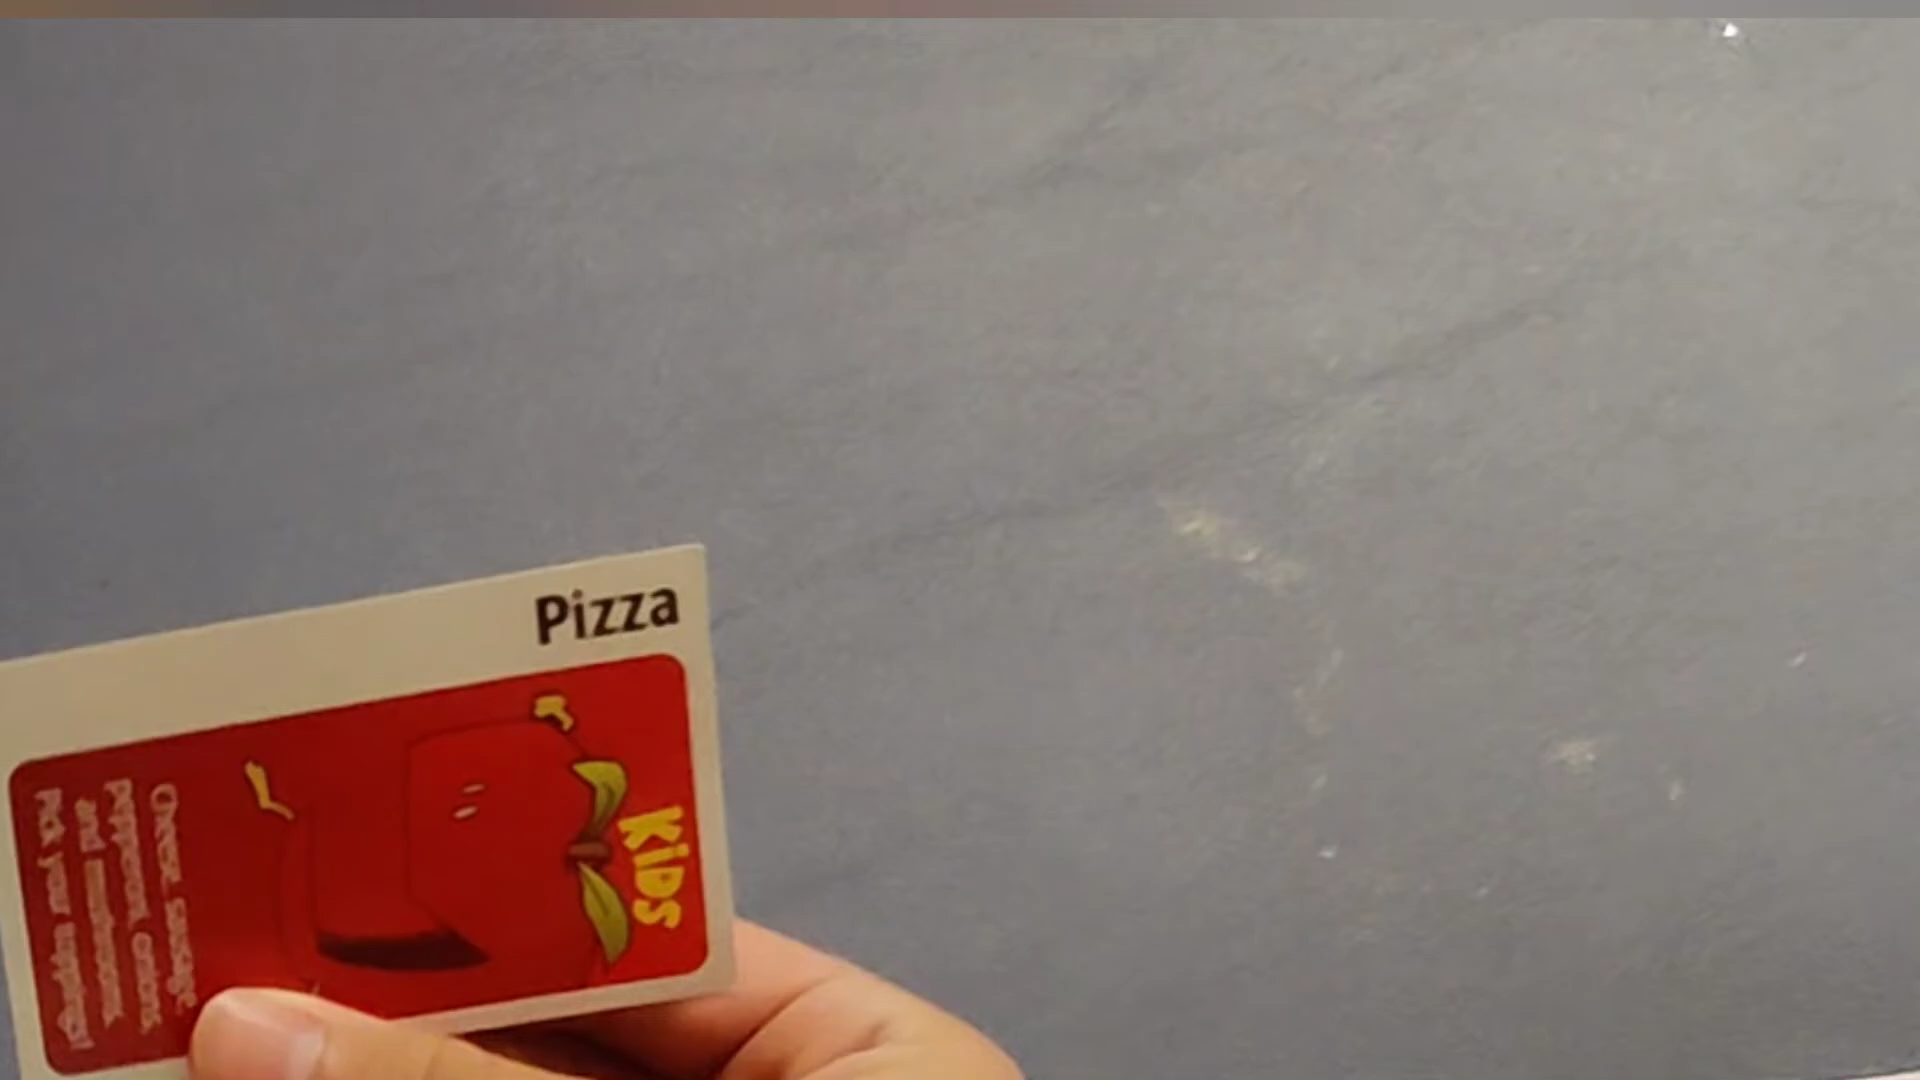 Pizza
KiDS
Cheese, sausage,
pepperoni, onions,
and mushrooms.
Pick your toppings!